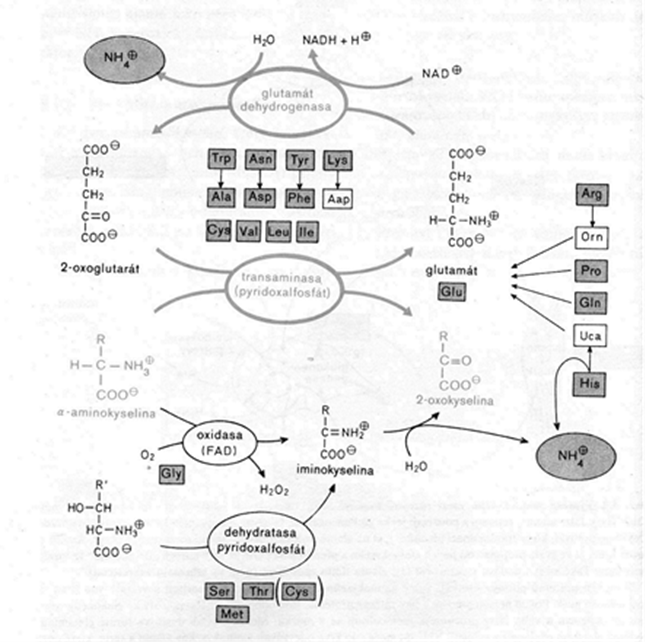 NH₄⊕
H₂O
NADH + H⊕
NAD⊕
glutamát
dehydrogenasa
COO⊖
CH₂
CH₂
C=O
COO⊖
2-oxoglutarát
Trp Asn Tyr Lys
Ala Asp Phe Aap
Cys Val Leu Ile
COO⊖
CH₂
CH₂
H–C–NH₃⊕
COO⊖
glutamát
Glu
Arg
Orn
Pro
Gln
Uca
His
NH₄⊕
transaminasa
(pyridoxalfosfát)
R
H–C–NH₃⊕
COO⊖
α-aminokyselina
R
C=O
COO⊖
2-oxokyselina
oxidasa
(FAD)
O₂
Gly
H₂O₂
R
C=NH₂⊕
COO⊖
iminokyselina
H₂O
R'
HO–CH
HC–NH₃⊕
COO⊖
dehydratasa
pyridoxalfosfát
Ser Thr (Cys)
Met